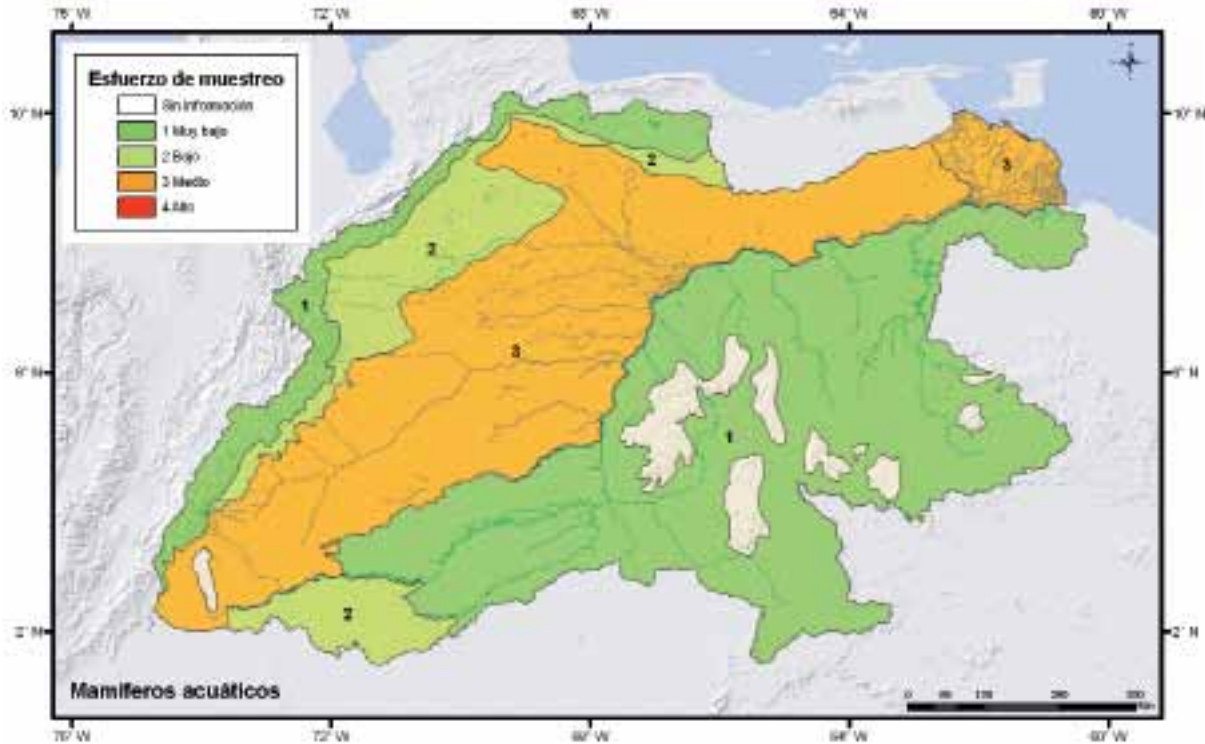 76° W 72° W 68° W 64° W 60° W
Esfuerzo de muestreo
Sin información
1 Muy bajo
2 Bajo
3 Medio
4 Alto
10° N 10° N
2
3
2
1
3
6° N 6° N
1
2
2° N 2° N
Mamíferos acuáticos
0
Km
76° W 72° W 68° W 64° W 60° W